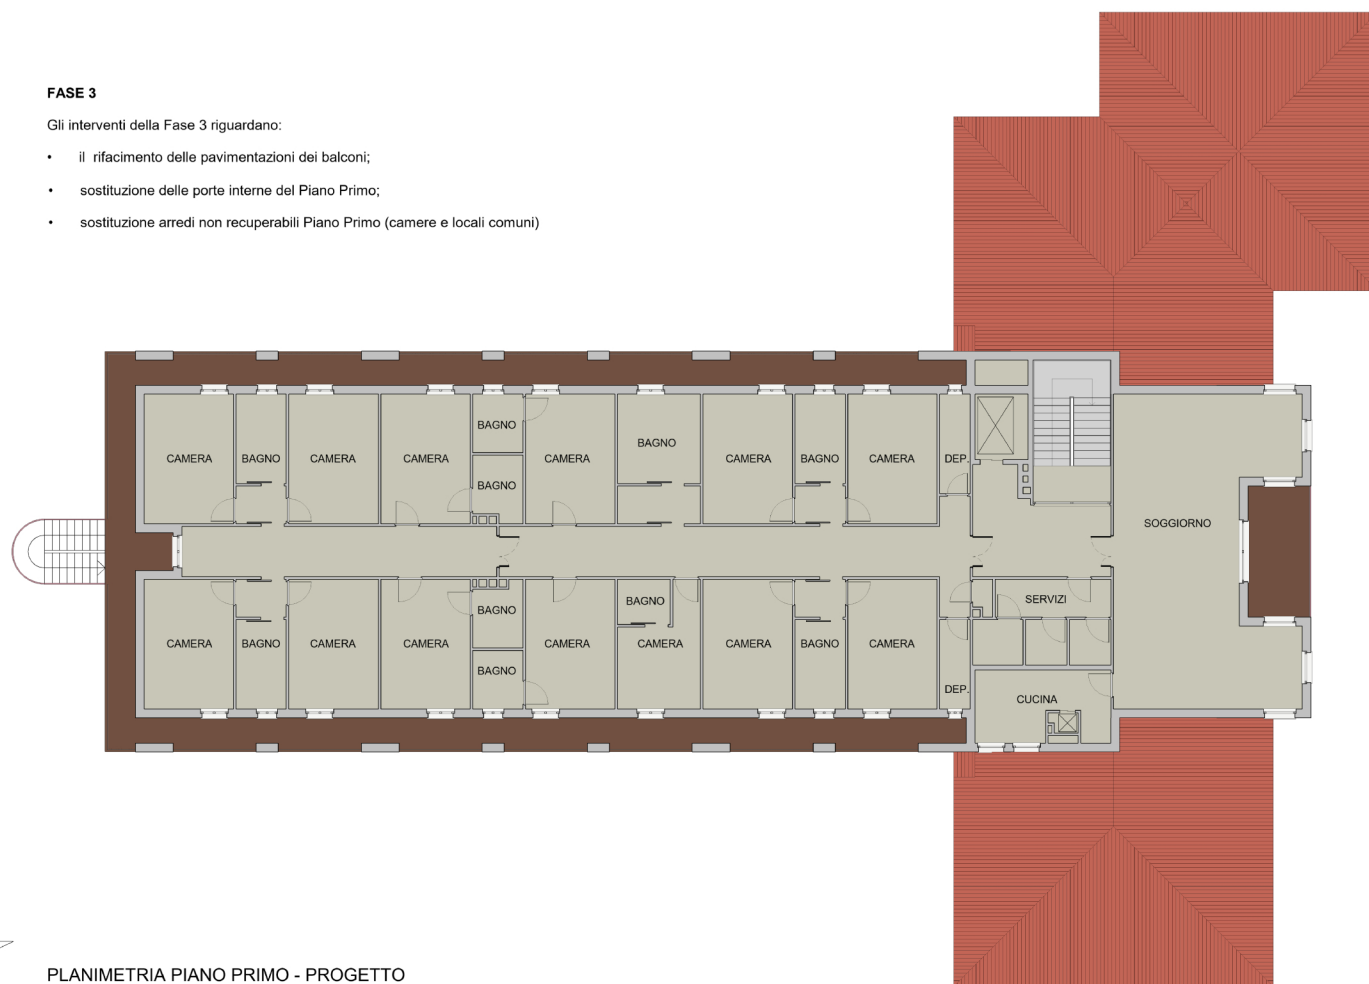 FASE 3
Gli interventi della Fase 3 riguardano:
• il rifacimento delle pavimentazioni dei balconi;
• sostituzione delle porte interne del Piano Primo;
• sostituzione arredi non recuperabili Piano Primo (camere e locali comuni)
BAGNO
BAGNO
CAMERA
BAGNO
CAMERA
CAMERA
CAMERA
CAMERA
BAGNO
CAMERA
DEP.
BAGNO
SOGGIORNO
SERVIZI
BAGNO
BAGNO
CAMERA
BAGNO
CAMERA
CAMERA
CAMERA
CAMERA
CAMERA
BAGNO
CAMERA
BAGNO
DEP.
CUCINA
PLANIMETRIA PIANO PRIMO - PROGETTO